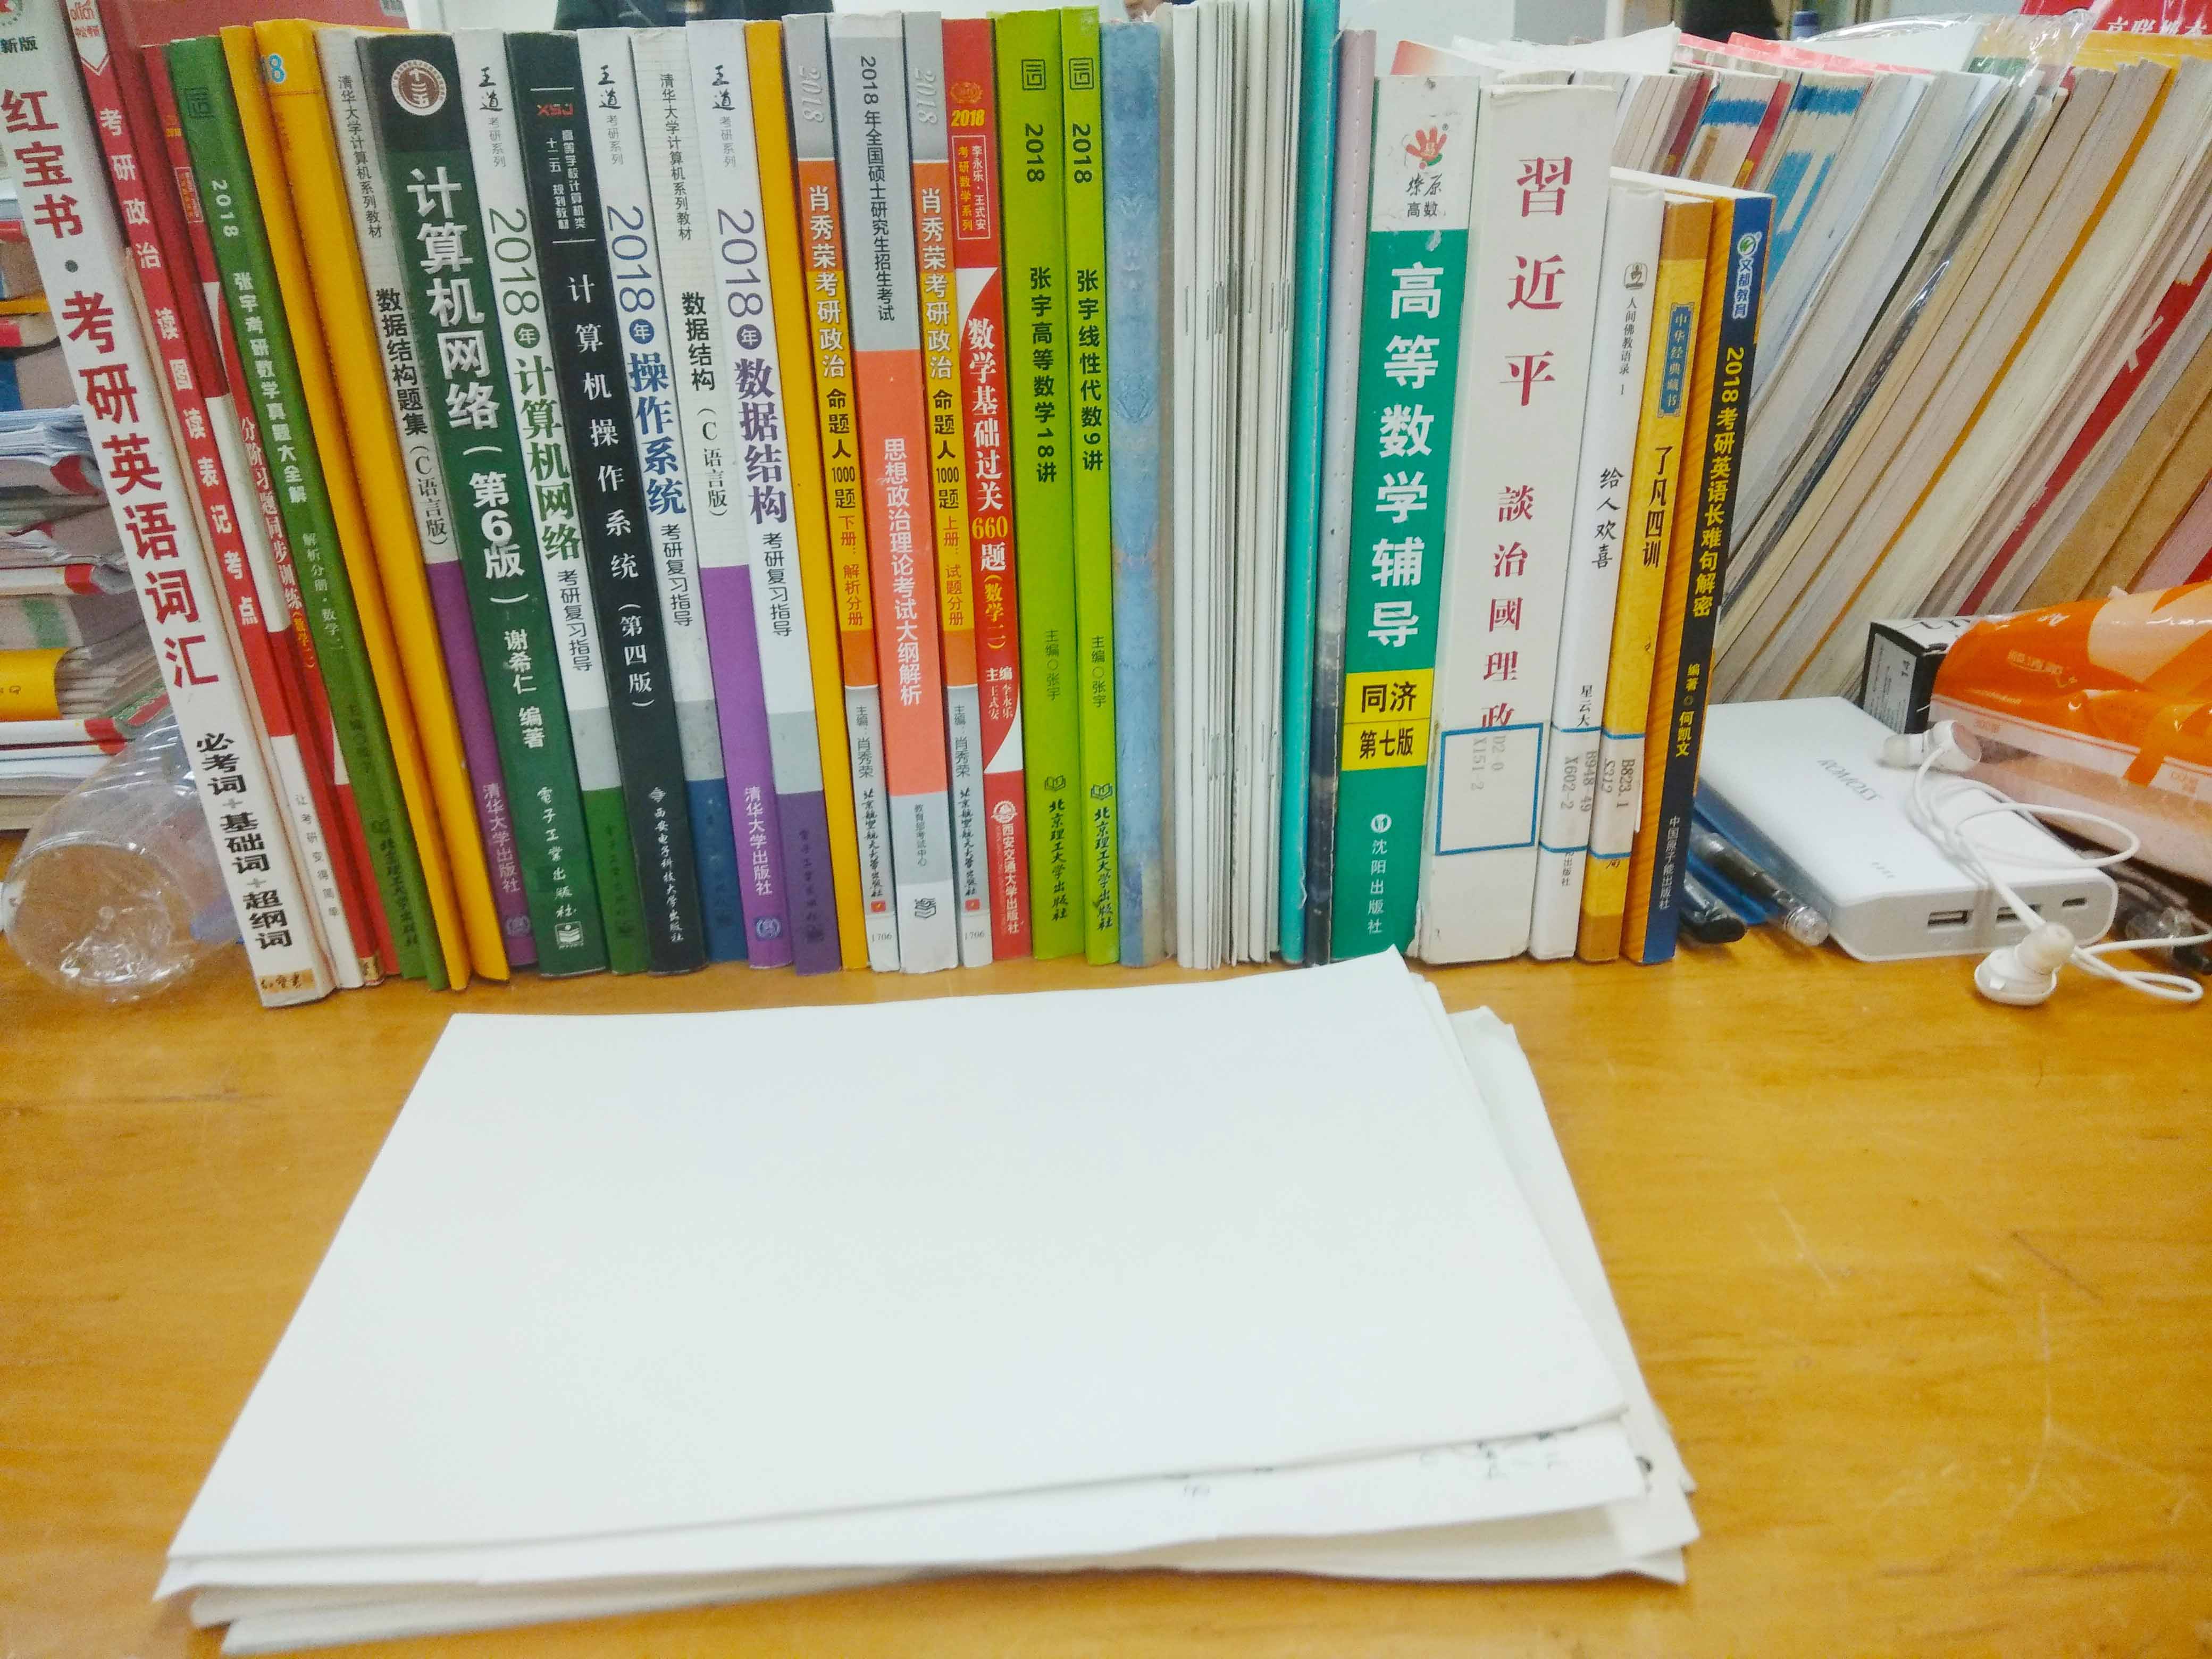 新版
红宝书·考研英语词汇
必考词+基础词+超纲词
考研政治
读图读表记考点
让考研变得简单
分阶习题同步训练(数学二)
2018
张宇考研数学真题大全解
解析分册·数学二
北京理工大学出版社
18
清华大学计算机系列教材
数据结构题集(C语言版)
清华大学出版社
计算机网络(第6版)
谢希仁 编著
电子工业出版社
王道考研系列
2018年计算机网络
考研复习指导
XSJ
高等学校计算机类
十二五 规划教材
计算机操作系统(第四版)
西安电子科技大学出版社
王道考研系列
2018年操作系统
考研复习指导
清华大学计算机系列教材
数据结构(C语言版)
清华大学出版社
王道考研系列
2018年数据结构
考研复习指导
2018
肖秀荣考研政治
命题人1000题
下册:解析分册
主编:肖秀荣
北京航空航天大学出版社
1706
2018年全国硕士研究生招生考试
思想政治理论考试大纲解析
教育部考试中心
2018
肖秀荣考研政治
命题人1000题
上册:试题分册
主编:肖秀荣
北京航空航天大学出版社
1706
2018
李永乐·王式安
考研数学系列
数学基础过关660题(数学二)
主编 李永乐 王式安
西安交通大学出版社
2018
张宇高等数学18讲
主编○张宇
北京理工大学出版社
2018
张宇线性代数9讲
主编○张宇
北京理工大学出版社
燎原
高数
高等数学辅导
同济
第七版
沈阳出版社
習近平
談治國理政
D2-0
X151-2
人间佛教语录 1
给人欢喜
星云大
B948-49
X602-2
中华经典藏书
了凡四训
B823.1
S312
文都教育
2018考研英语长难句解密
编著◎何凯文
中国原子能出版社
ROMOSS